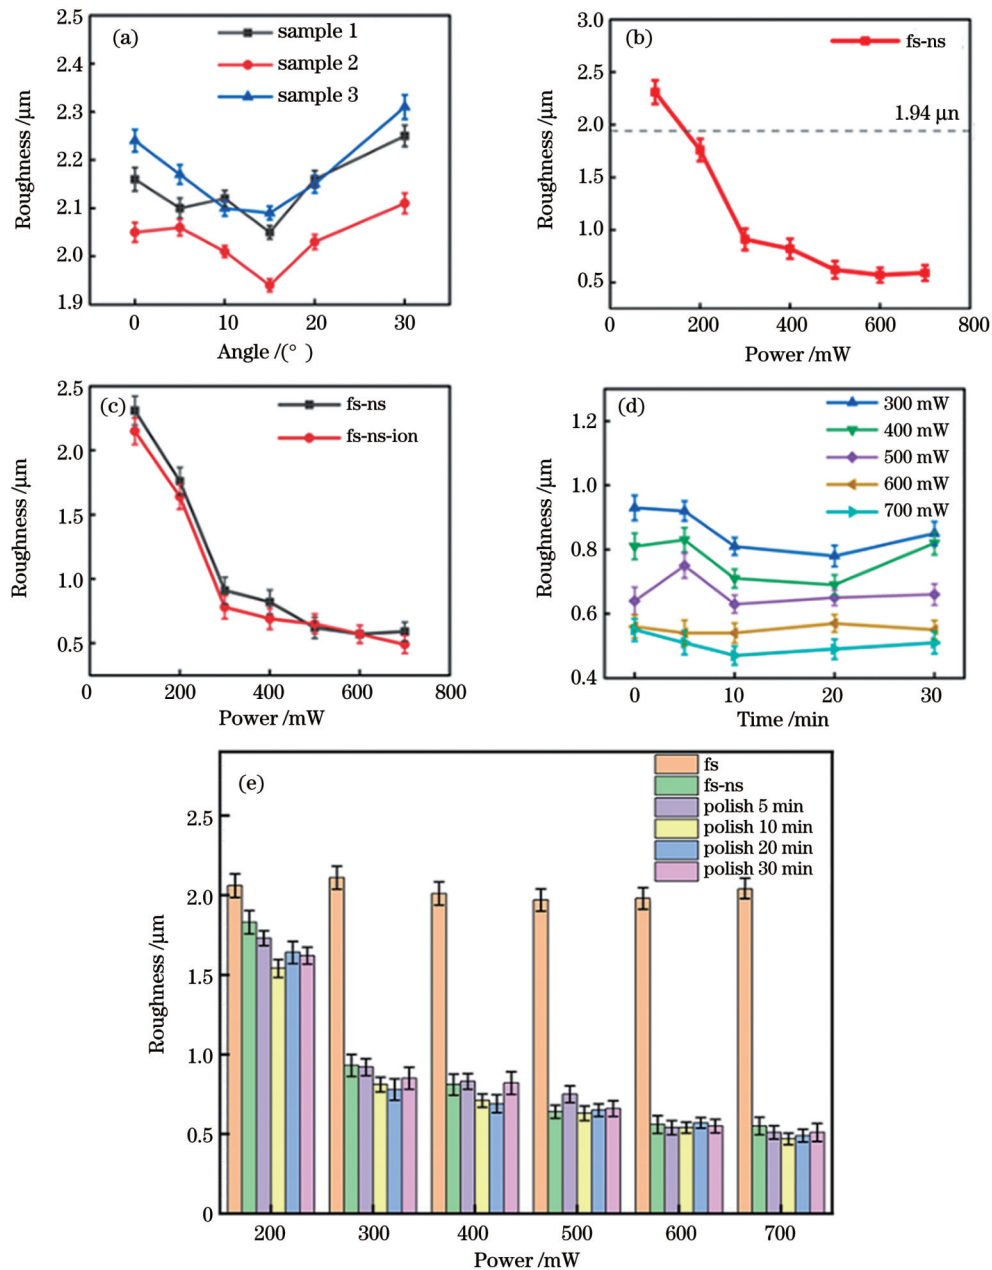 (a)
sample 1
sample 2
sample 3
2.5
2.4
2.3
2.2
2.1
2.0
1.9
Roughness /μm
0 10 20 30
Angle /(° )
(b)
fs-ns
1.94 μn
3.0
2.5
2.0
1.5
1.0
0.5
Roughness /μm
0 200 400 600 800
Power /mW
(c)
fs-ns
fs-ns-ion
2.5
2.0
1.5
1.0
0.5
Roughness /μm
0 200 400 600 800
Power /mW
(d)
300 mW
400 mW
500 mW
600 mW
700 mW
1.2
1.0
0.8
0.6
0.4
Roughness /μm
0 10 20 30
Time /min
(e)
fs
fs-ns
polish 5 min
polish 10 min
polish 20 min
polish 30 min
2.5
2.0
1.5
1.0
0.5
0
Roughness /μm
200 300 400 500 600 700
Power /mW